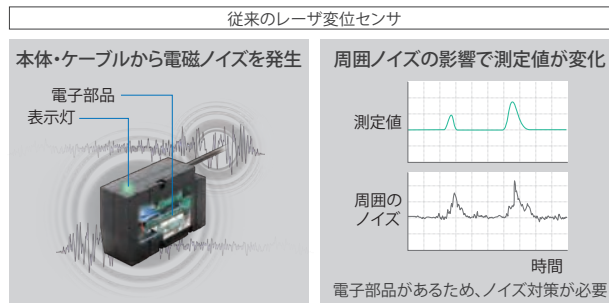 従来のレーザ変位センサ
本体・ケーブルから電磁ノイズを発生
電子部品
表示灯
周囲ノイズの影響で測定値が変化
測定値
周囲の
ノイズ
時間
電子部品があるため、ノイズ対策が必要